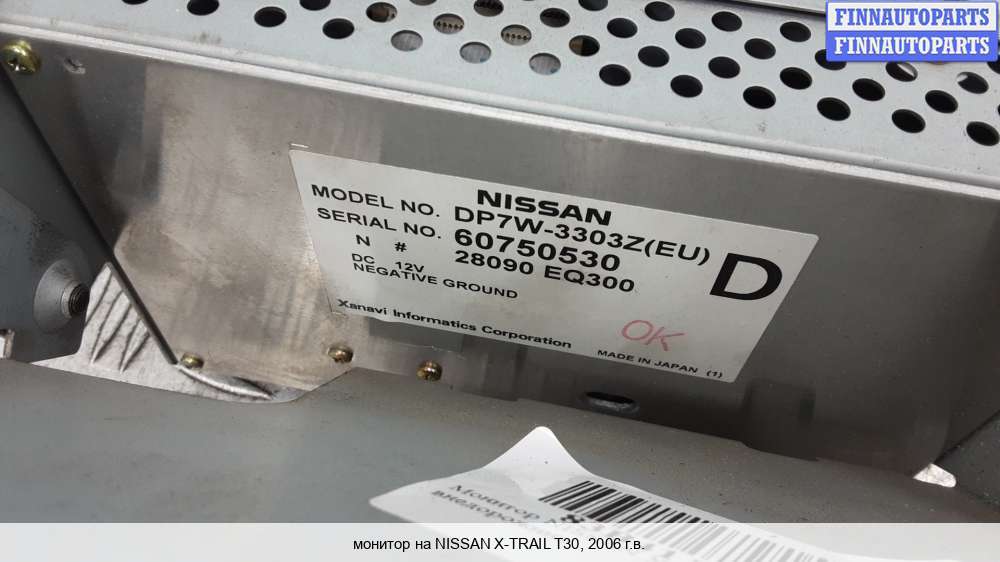 FINNAUTOPARTS
FINNAUTOPARTS
NISSAN
MODEL NO. DP7W-3303Z(EU)
SERIAL NO. 60750530
N # 28090 EQ300
D
DC 12V
NEGATIVE GROUND
Xanavi Informatics Corporation
OK
MADE IN JAPAN (1)
Монитор
монитор на NISSAN X-TRAIL T30, 2006 г.в.